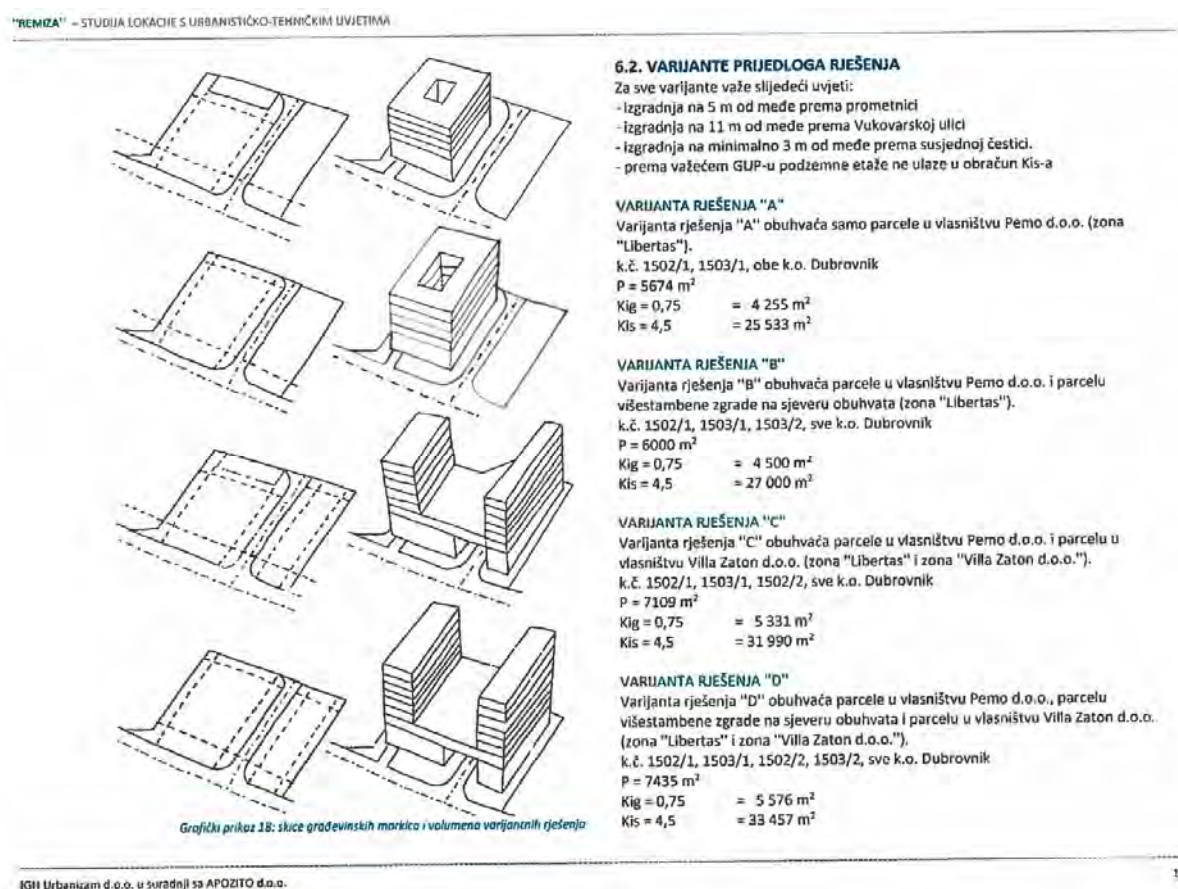 "REMIZA" – STUDIJA LOKACIJE S URBANISTIČKO-TEHNIČKIM UVJETIMA
6.2. VARIJANTE PRIJEDLOGA RJEŠENJA
Za sve varijante važe slijedeći uvjeti:
- izgradnja na 5 m od međe prema prometnici
- izgradnja na 11 m od međe prema Vukovarskoj ulici
- izgradnja na minimalno 3 m od međe prema susjednoj čestici.
- prema važećem GUP-u podzemne etaže ne ulaze u obračun Kis-a
VARIJANTA RJEŠENJA "A"
Varijanta rješenja "A" obuhvaća samo parcele u vlasništvu Pemo d.o.o. (zona
"Libertas").
k.č. 1502/1, 1503/1, obe k.o. Dubrovnik
P = 5674 m²
Kig = 0,75 = 4 255 m²
Kis = 4,5 = 25 533 m²
VARIJANTA RJEŠENJA "B"
Varijanta rješenja "B" obuhvaća parcele u vlasništvu Pemo d.o.o. i parcelu
višestambene zgrade na sjeveru obuhvata (zona "Libertas").
k.č. 1502/1, 1503/1, 1503/2, sve k.o. Dubrovnik
P = 6000 m²
Kig = 0,75 = 4 500 m²
Kis = 4,5 = 27 000 m²
VARIJANTA RJEŠENJA "C"
Varijanta rješenja "C" obuhvaća parcele u vlasništvu Pemo d.o.o. i parcelu u
vlasništvu Villa Zaton d.o.o. (zona "Libertas" i zona "Villa Zaton d.o.o.").
k.č. 1502/1, 1503/1, 1502/2, sve k.o. Dubrovnik
P = 7109 m²
Kig = 0,75 = 5 331 m²
Kis = 4,5 = 31 990 m²
VARIJANTA RJEŠENJA "D"
Varijanta rješenja "D" obuhvaća parcele u vlasništvu Pemo d.o.o., parcelu
višestambene zgrade na sjeveru obuhvata i parcelu u vlasništvu Villa Zaton d.o.o.
(zona "Libertas" i zona "Villa Zaton d.o.o.").
k.č. 1502/1, 1503/1, 1502/2, 1503/2, sve k.o. Dubrovnik
P = 7435 m²
Kig = 0,75 = 5 576 m²
Kis = 4,5 = 33 457 m²
Grafički prikaz 18: skice građevinskih markica i volumena varijantnih rješenja
IGH Urbanizam d.o.o. u suradnji sa APOZITO d.o.o.